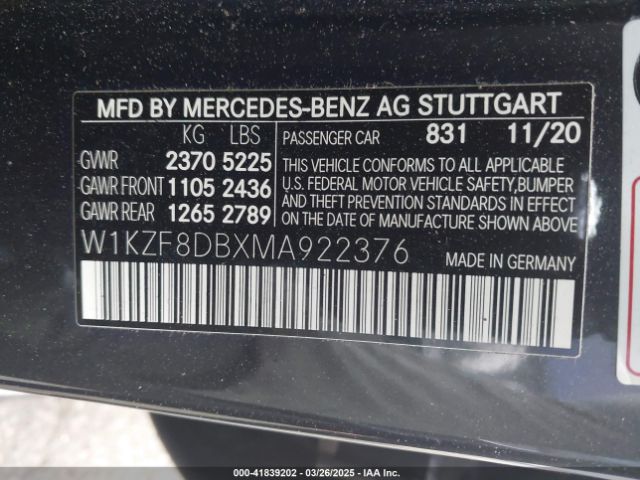 MFD BY MERCEDES-BENZ AG STUTTGART
KG LBS PASSENGER CAR 831 11/20
GVWR 2370 5225
GAWR FRONT 1105 2436
GAWR REAR 1265 2789
THIS VEHICLE CONFORMS TO ALL APPLICABLE
U.S. FEDERAL MOTOR VEHICLE SAFETY,BUMPER
AND THEFT PREVENTION STANDARDS IN EFFECT
ON THE DATE OF MANUFACTURE SHOWN ABOVE.
W1KZF8DBXMA922376 MADE IN GERMANY
000-41839202 | 03/26/2025 | IAA Inc.